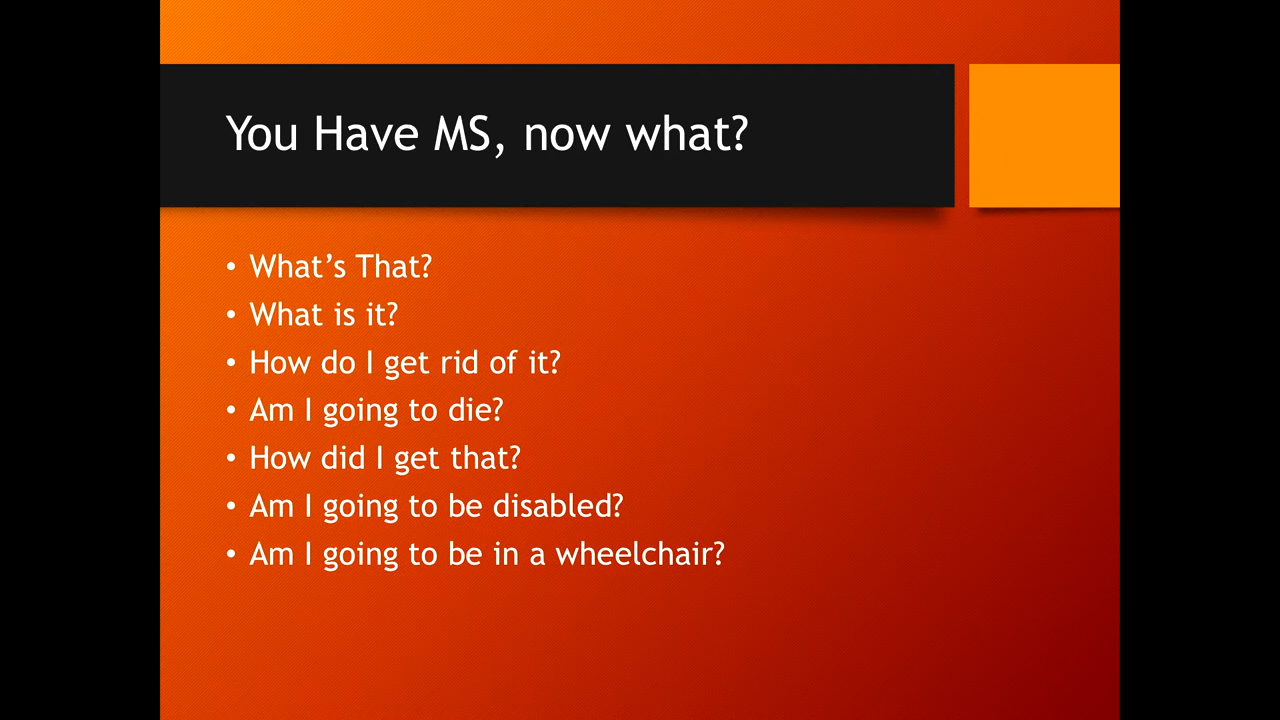 You Have MS, now what?
• What’s That?
• What is it?
• How do I get rid of it?
• Am I going to die?
• How did I get that?
• Am I going to be disabled?
• Am I going to be in a wheelchair?